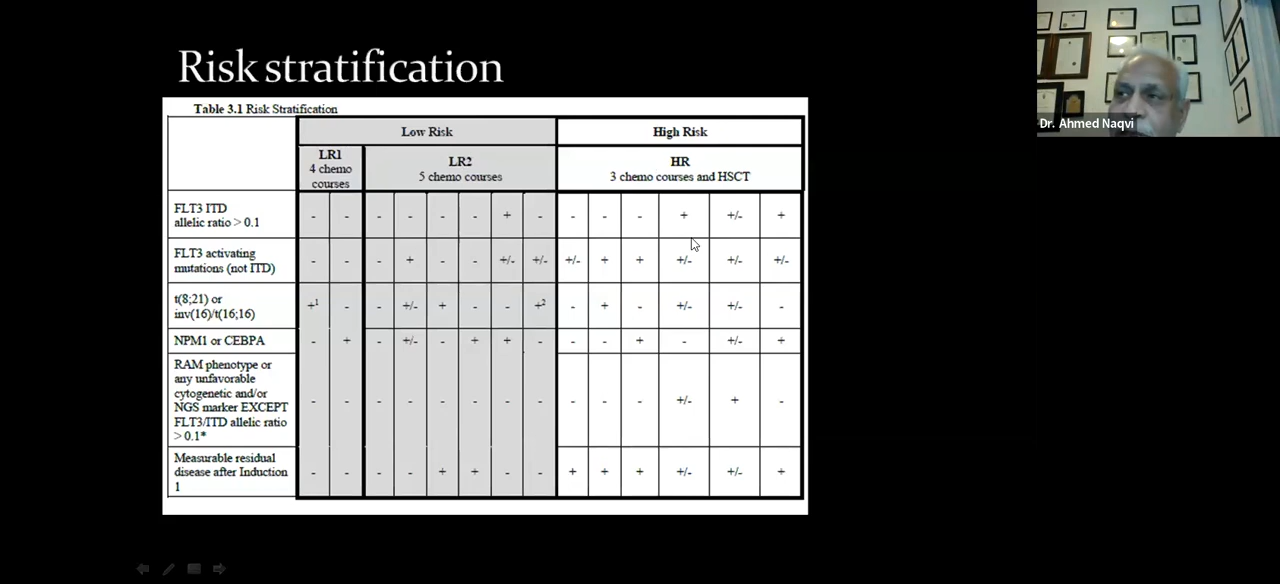 Risk stratification
Dr. Ahmed Naqvi
Table 3.1 Risk Stratification
Low Risk
High Risk
LR1
4 chemo
courses
LR2
5 chemo courses
HR
3 chemo courses and HSCT
FLT3 ITD
allelic ratio > 0.1
- - - - - - + - - - - + +/- +
FLT3 activating
mutations (not ITD)
- - - + - - +/- +/- +/- + + +/- +/- +/-
t(8;21) or
inv(16)/t(16;16)
+1 - - +/- + - - +2 - + - +/- +/- -
NPM1 or CEBPA
- + - +/- - + + - - - + - +/- +
RAM phenotype or
any unfavorable
cytogenetic and/or
NGS marker EXCEPT
FLT3/ITD allelic ratio
> 0.1*
- - - - - - - - - - - +/- + -
Measurable residual
disease after Induction
1
- - - - + + - - + + + +/- +/- +